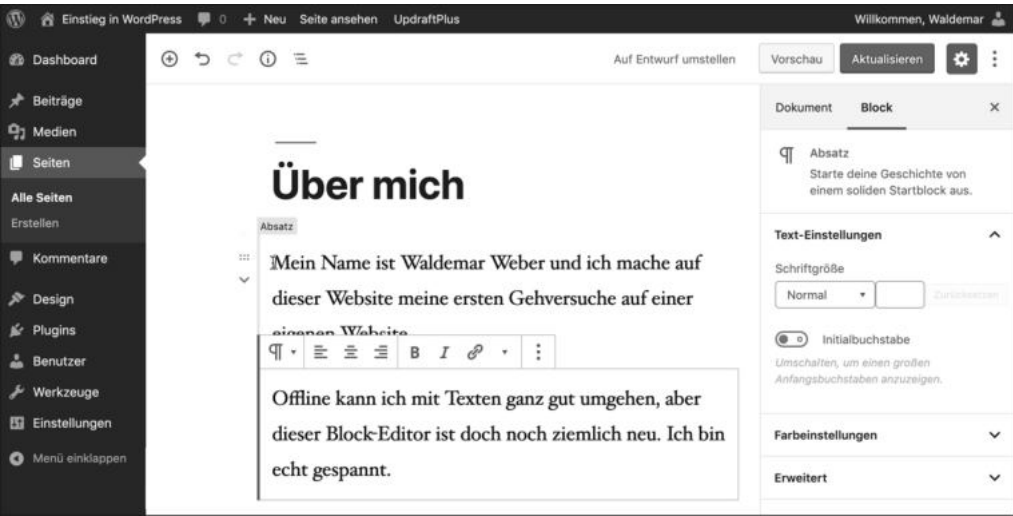 Einstieg in WordPress 0 + Neu Seite ansehen UpdraftPlus Willkommen, Waldemar
Dashboard
Beiträge
Medien
Seiten
Alle Seiten
Erstellen
Kommentare
Design
Plugins
Benutzer
Werkzeuge
Einstellungen
Menü einklappen
Auf Entwurf umstellen Vorschau Aktualisieren
Über mich
Absatz
Mein Name ist Waldemar Weber und ich mache auf
dieser Website meine ersten Gehversuche auf einer
eigenen Website
B I
Offline kann ich mit Texten ganz gut umgehen, aber
dieser Block-Editor ist doch noch ziemlich neu. Ich bin
echt gespannt.
Dokument Block
Absatz
Starte deine Geschichte von
einem soliden Startblock aus.
Text-Einstellungen
Schriftgröße
Normal Zurücksetzen
Initialbuchstabe
Umschalten, um einen großen
Anfangsbuchstaben anzuzeigen.
Farbeinstellungen
Erweitert